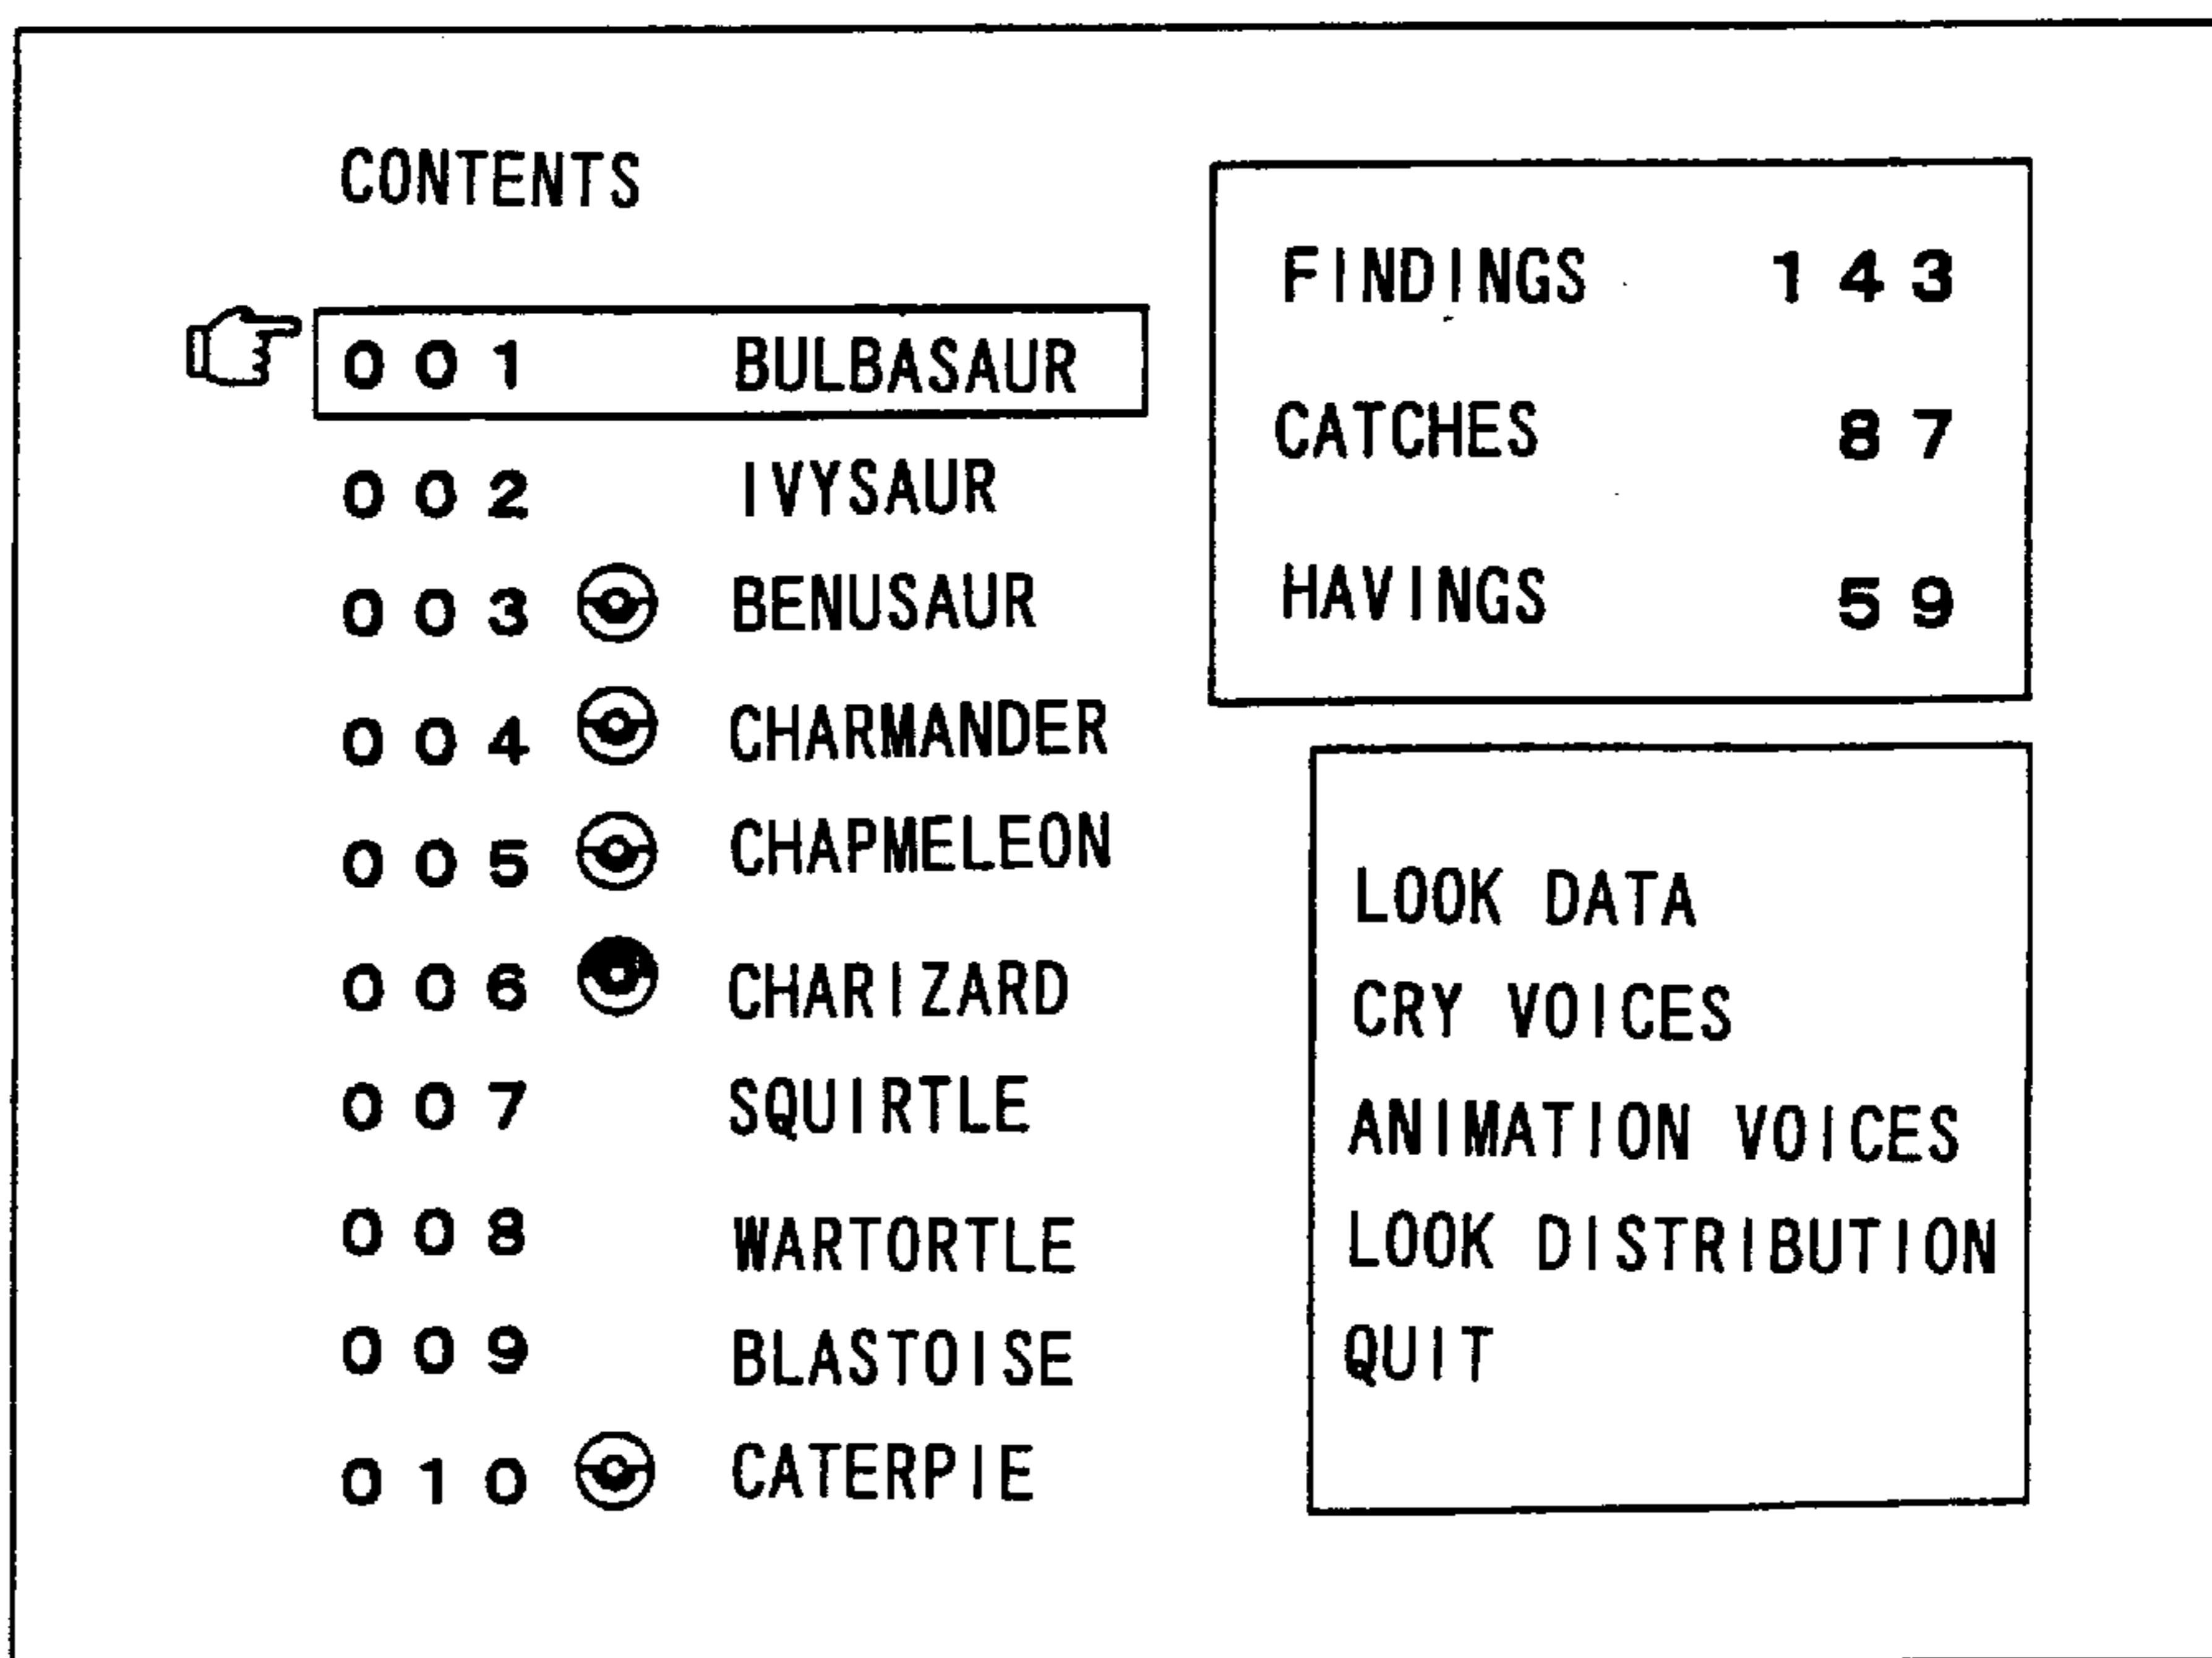 CONTENTS
001 BULBASAUR
002 IVYSAUR
003 BENUSAUR
004 CHARMANDER
005 CHAPMELEON
006 CHARIZARD
007 SQUIRTLE
008 WARTORTLE
009 BLASTOISE
010 CATERPIE
FINDINGS 143
CATCHES 87
HAVINGS 59
LOOK DATA
CRY VOICES
ANIMATION VOICES
LOOK DISTRIBUTION
QUIT